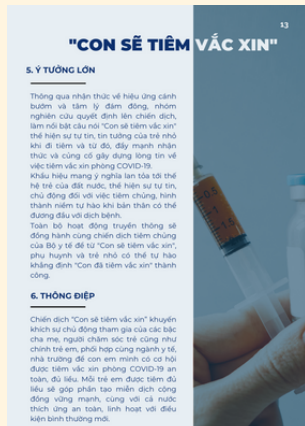 13
"CON SẼ TIÊM VẮC XIN"
5. Ý TƯỞNG LỚN
Thông qua nhận thức về hiệu ứng cánh
bướm và tâm lý đám đông, nhóm
nghiên cứu quyết định lên chiến dịch,
làm nổi bật câu nói "Con sẽ tiêm vắc xin"
thể hiện sự tự tin, tin tưởng của trẻ nhỏ
khi đi tiêm và từ đó, đẩy mạnh nhận
thức và củng cố gây dựng lòng tin về
việc tiêm vắc xin phòng COVID-19.
Khẩu hiệu mang ý nghĩa lan tỏa tới thế
hệ trẻ của đất nước, thể hiện sự tự tin,
chủ động đối với việc tiêm chủng, hình
thành niềm tự hào khi bản thân có thể
đương đầu với dịch bệnh.
Toàn bộ hoạt động truyền thông sẽ
đồng hành cùng chiến dịch tiêm chủng
của Bộ y tế để từ "Con sẽ tiêm vắc xin",
phụ huynh và trẻ nhỏ có thể tự hào
khẳng định "Con đã tiêm vắc xin" thành
công.
6. THÔNG ĐIỆP
Chiến dịch "Con sẽ tiêm vắc xin" khuyến
khích sự chủ động tham gia của các bậc
cha mẹ, người chăm sóc trẻ cũng như
chính trẻ em, phối hợp cùng ngành y tế,
nhà trường để con em mình có cơ hội
được tiêm vắc xin phòng COVID-19 an
toàn, đủ liều. Mỗi trẻ em được tiêm đủ
liều sẽ góp phần tạo miễn dịch cộng
đồng vững mạnh, cùng với cả nước
thích ứng an toàn, linh hoạt với điều
kiện bình thường mới.